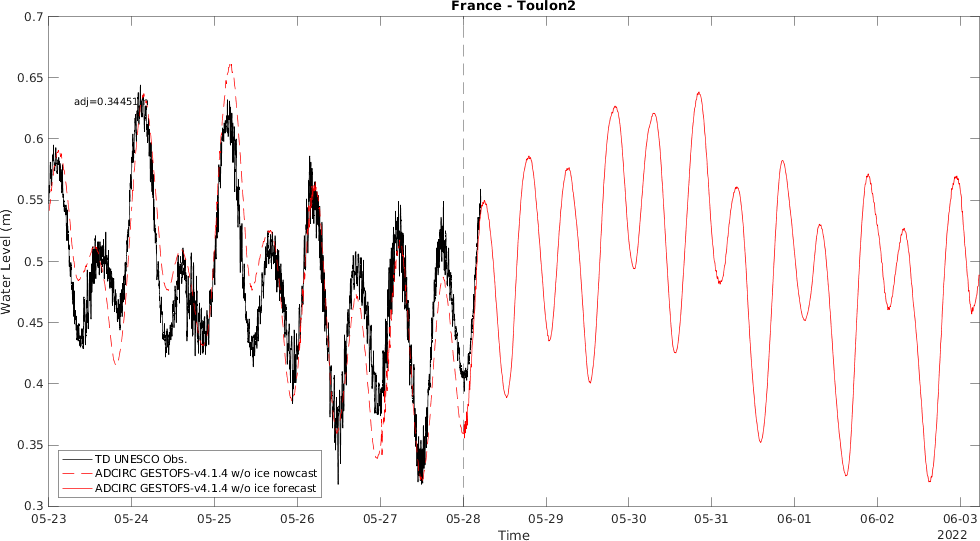 France - Toulon2
0.7
0.65
adj=0.34451
0.6
0.55
0.5
0.45
0.4
0.35
0.3
Water Level (m)
TD UNESCO Obs.
ADCIRC GESTOFS-v4.1.4 w/o ice nowcast
ADCIRC GESTOFS-v4.1.4 w/o ice forecast
05-23 05-24 05-25 05-26 05-27 05-28 05-29 05-30 05-31 06-01 06-02 06-03
Time
2022